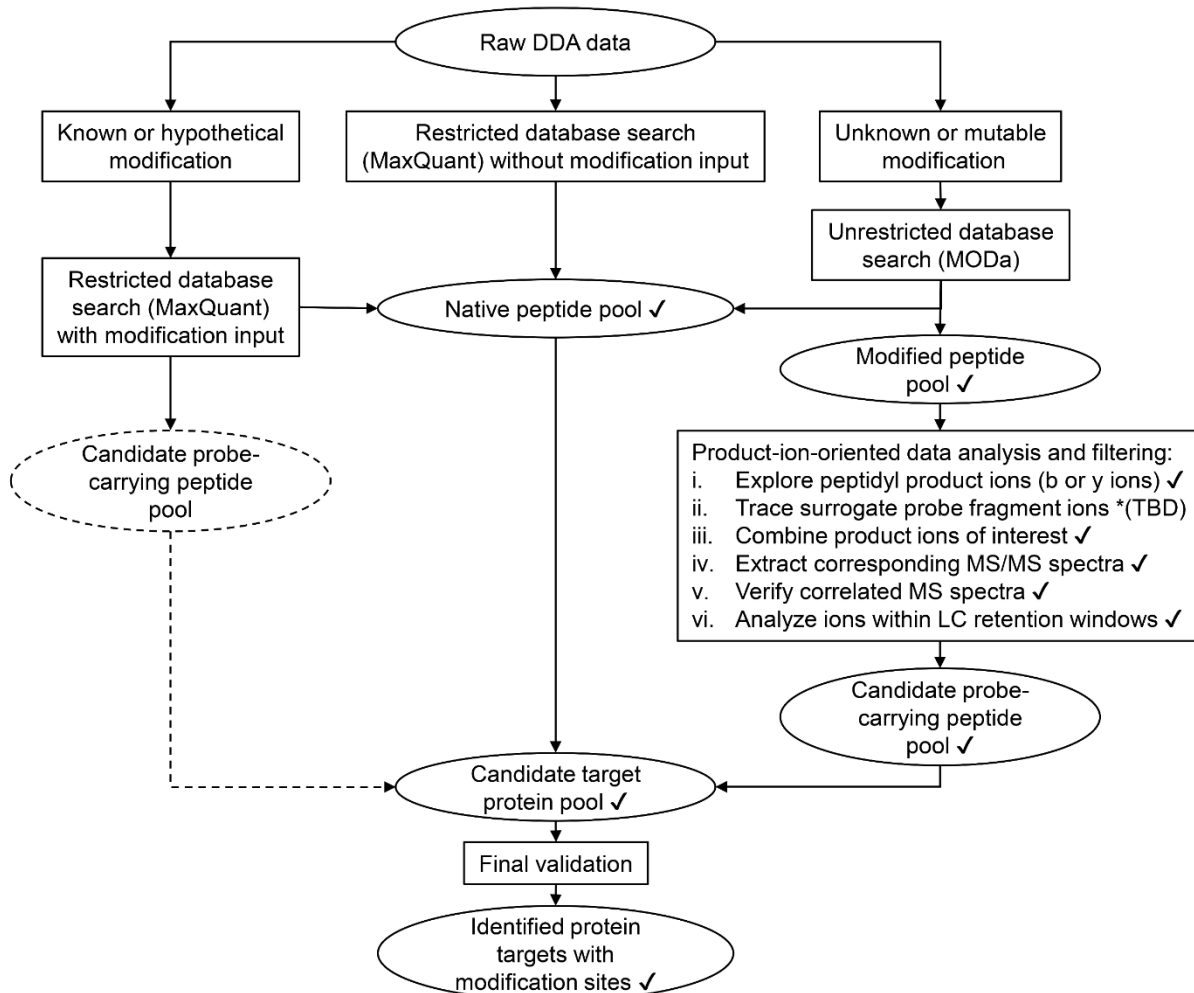 Raw DDA data
Known or hypothetical
modification
Restricted database search
(MaxQuant) without modification input
Unknown or mutable
modification
Unrestricted database
search (MODa)
Restricted database
search (MaxQuant)
with modification input
Native peptide pool ✓
Modified peptide
pool ✓
Candidate probe-
carrying peptide
pool
Product-ion-oriented data analysis and filtering:
i. Explore peptidyl product ions (b or y ions) ✓
ii. Trace surrogate probe fragment ions *(TBD)
iii. Combine product ions of interest ✓
iv. Extract corresponding MS/MS spectra ✓
v. Verify correlated MS spectra ✓
vi. Analyze ions within LC retention windows ✓
Candidate probe-
carrying peptide
pool ✓
Candidate target
protein pool ✓
Final validation
Identified protein
targets with
modification sites ✓